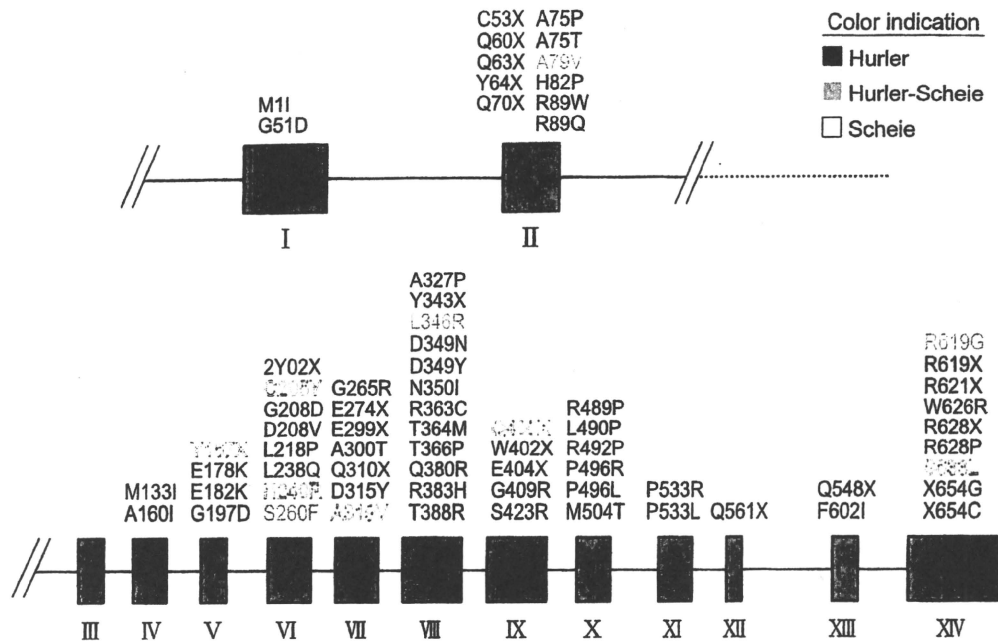 C53X A75P
Q60X A75T
Q63X A79V
Y64X H82P
Q70X R89W
R89Q
M1I
G51D
Color indication
Hurler
Hurler-Scheie
Scheie
I
II
M133I
A160I
E178K
E182K
G197D
2Y02X
G208D
D208V
L218P
L238Q
S260F
G265R
E274X
E299X
A300T
Q310X
D315Y
A327P
Y343X
L346R
D349N
D349Y
N350I
R363C
T364M
T366P
Q380R
R383H
T388R
W402X
E404X
G409R
S423R
R489P
L490P
R492P
P496R
P496L
M504T
P533R
P533L
Q561X
Q548X
F602I
R619G
R619X
R621X
W626R
R628X
R628P
X654G
X654C
III
IV
V
VI
VII
VIII
IX
X
XI
XII
XIII
XIV